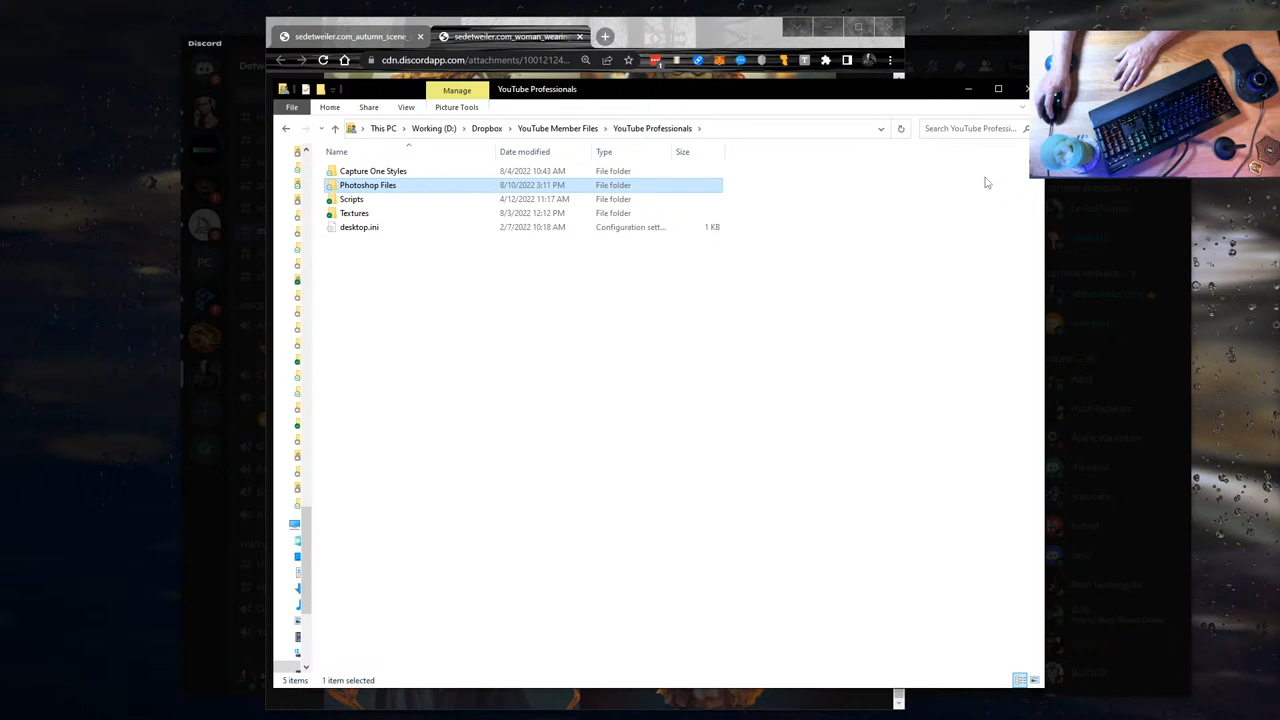 Discord
sedetweiler.com_autumn_scene_
sedetweiler.com_woman_wearin
cdn.discordapp.com/attachments/10012124...
Manage
YouTube Professionals
File
Home
Share
View
Picture Tools
This PC
Working (D:)
Dropbox
YouTube Member Files
YouTube Professionals
Search YouTube Professi...
Name
Date modified
Type
Size
Capture One Styles
8/4/2022 10:43 AM
File folder
Photoshop Files
8/10/2022 3:11 PM
File folder
Scripts
4/12/2022 11:17 AM
File folder
Textures
8/3/2022 12:12 PM
File folder
desktop.ini
2/7/2022 10:18 AM
Configuration sett...
1 KB
PC
5 items
1 item selected